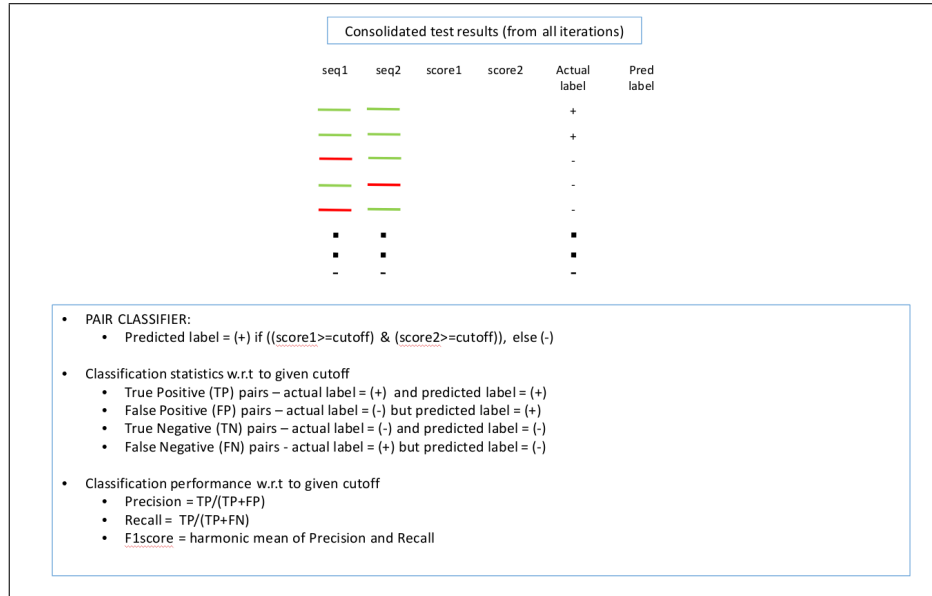 Consolidated test results (from all iterations)
seq1 seq2 score1 score2 Actual label Pred label
+
+
-
-
-
• PAIR CLASSIFIER:
• Predicted label = (+) if ((score1>=cutoff) & (score2>=cutoff)), else (-)
• Classification statistics w.r.t to given cutoff
• True Positive (TP) pairs – actual label = (+) and predicted label = (+)
• False Positive (FP) pairs – actual label = (-) but predicted label = (+)
• True Negative (TN) pairs – actual label = (-) and predicted label = (-)
• False Negative (FN) pairs - actual label = (+) but predicted label = (-)
• Classification performance w.r.t to given cutoff
• Precision = TP/(TP+FP)
• Recall = TP/(TP+FN)
• F1score = harmonic mean of Precision and Recall